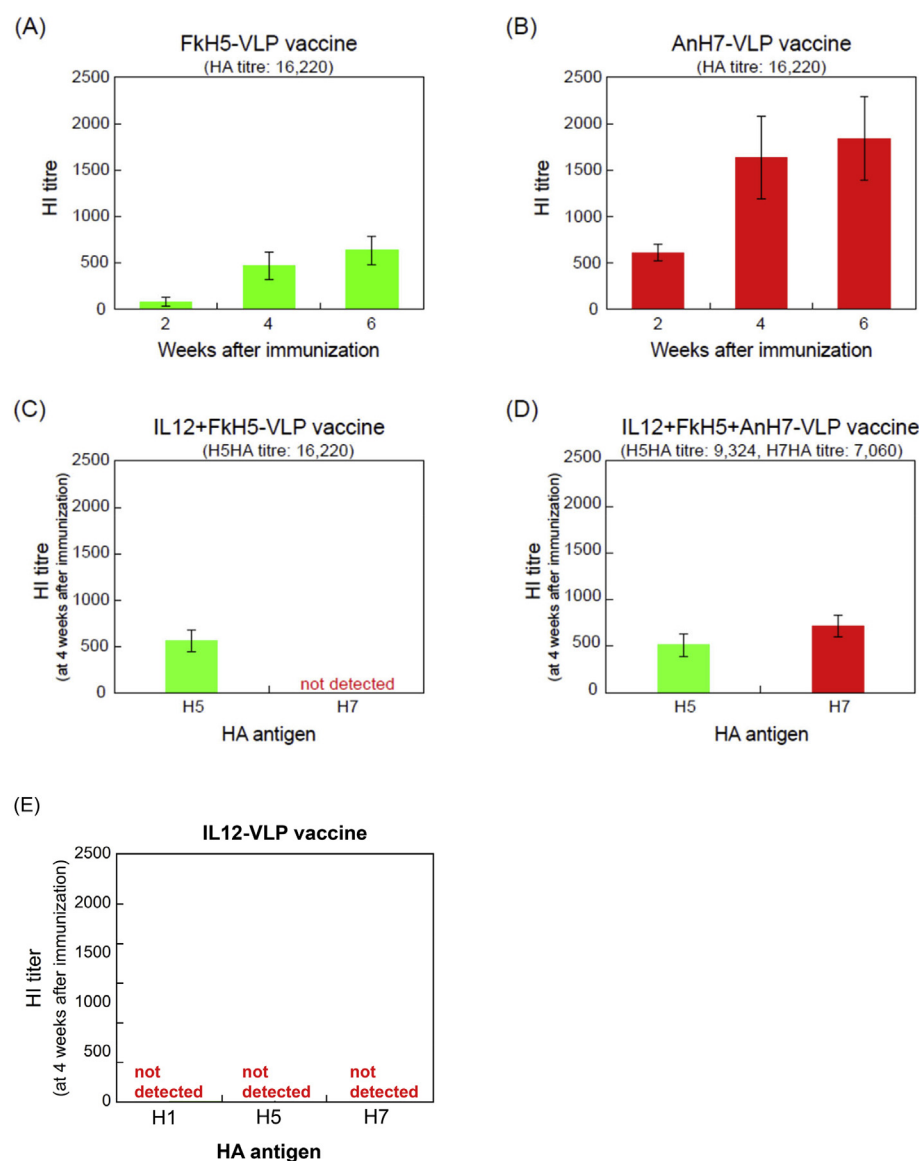 (A)
FkH5-VLP vaccine
(HA titre: 16,220)
2500
2000
1500
1000
500
0
HI titre
2 4 6
Weeks after immunization
(B)
AnH7-VLP vaccine
(HA titre: 16,220)
2500
2000
1500
1000
500
0
HI titre
2 4 6
Weeks after immunization
(C)
IL12+FkH5-VLP vaccine
(H5HA titre: 16,220)
2500
2000
1500
1000
500
0
HI titre
(at 4 weeks after immunization)
not detected
H5 H7
HA antigen
(D)
IL12+FkH5+AnH7-VLP vaccine
(H5HA titre: 9,324, H7HA titre: 7,060)
2500
2000
1500
1000
500
0
HI titre
(at 4 weeks after immunization)
H5 H7
HA antigen
(E)
IL12-VLP vaccine
2500
2000
1500
1000
500
0
HI titer
(at 4 weeks after immunization)
not not not
detected detected detected
H1 H5 H7
HA antigen